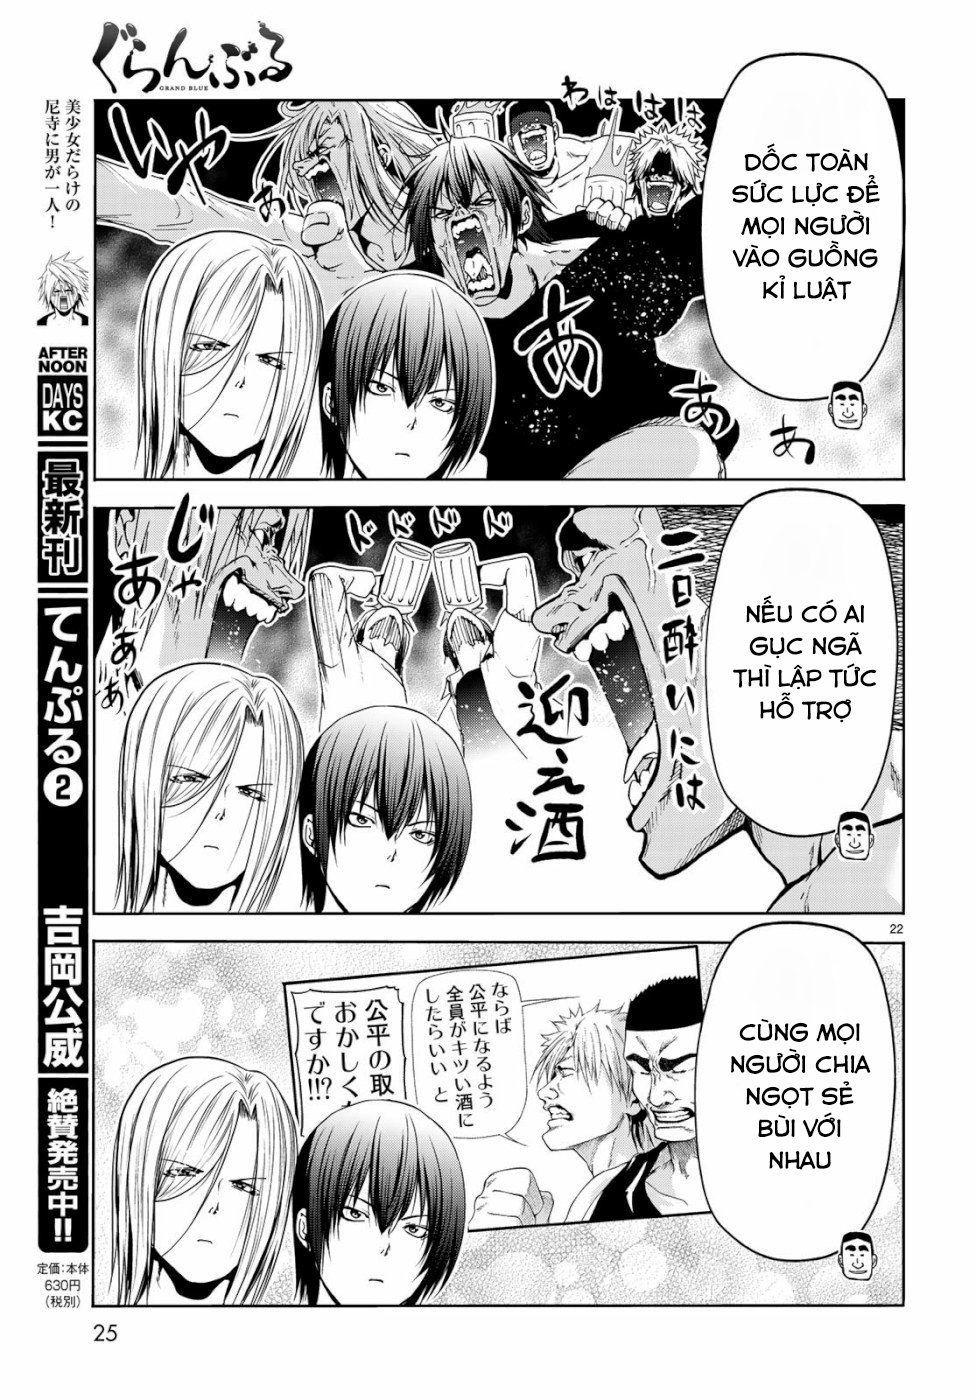 ぐらんぶる
GRAND BLUE
美少女だらけの
尼寺に男が一人!
AFTER
NOON
DAYS
KC
最新刊
てんぷる2
吉岡公威
絶賛発売中!!
定価:本体
630円
(税別)
DỐC TOÀN
SỨC LỰC ĐỂ
MỌI NGƯỜI
VÀO GUỒNG
KỈ LUẬT
わはははは
いや
ああ
あぁ
あ
NẾU CÓ AI
GỤC NGÃ
THÌ LẬP TỨC
HỖ TRỢ
二日酔いには
迎え酒
ドドドド
じゃ
ああ
22
CÙNG MỌI
NGƯỜI CHIA
NGỌT SẺ
BÙI VỚI
NHAU
ならば
公平になるよう
全員がキツい酒に
したらいい と
公平の取
おかしく
ですか!!?
25